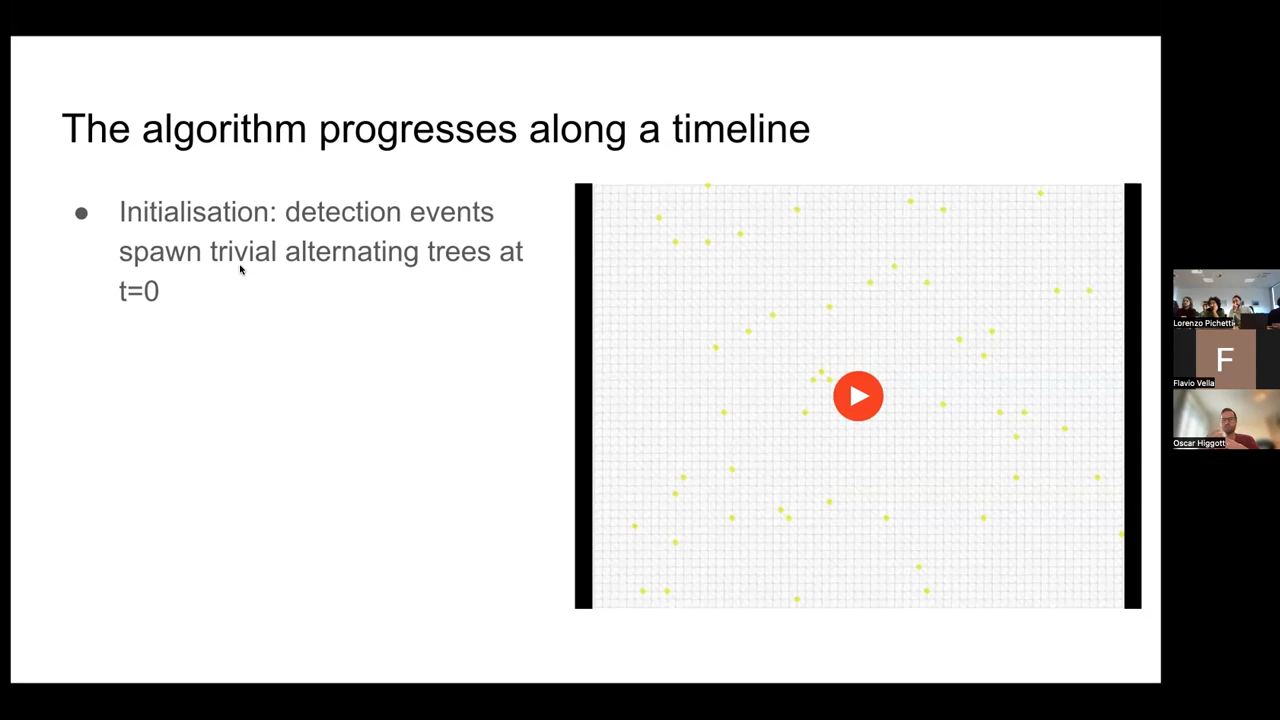 The algorithm progresses along a timeline
● Initialisation: detection events
spawn trivial alternating trees at
t=0
Lorenzo Pichetti
F
Flavio Vella
Oscar Higgott